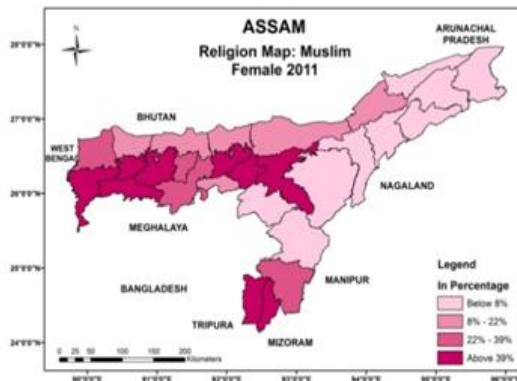 ASSAM
Religion Map: Muslim
Female 2011
ARUNACHAL
PRADESH
28°0'0"N
BHUTAN
27°0'0"N
WEST
BENGAL
26°0'0"N
NAGALAND
MEGHALAYA
25°0'0"N
BANGLADESH
MANIPUR
TRIPURA
MIZORAM
24°0'0"N
Legend
In Percentage
Below 8%
8% - 22%
22% - 39%
Above 39%
0 25 50 100 150 200
Kilometers